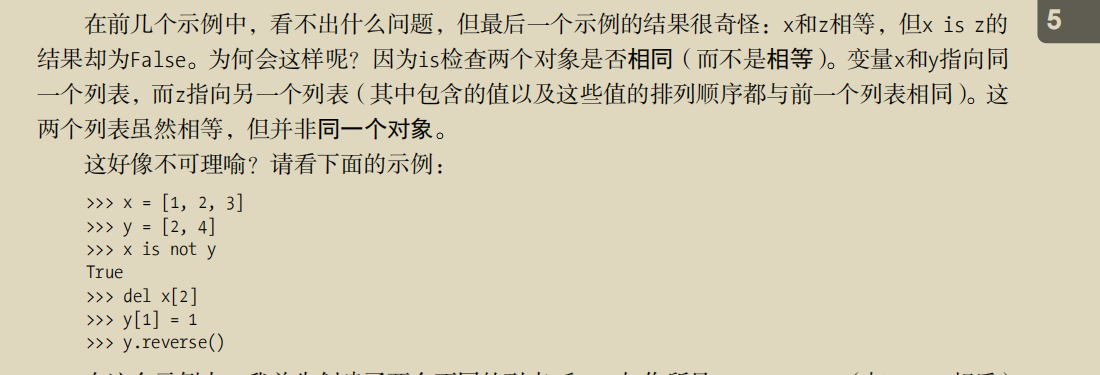 在前几个示例中，看不出什么问题，但最后一个示例的结果很奇怪：x和z相等，但x is z的
5
结果却为False。为何会这样呢？因为is检查两个对象是否相同（而不是相等）。变量x和y指向同
一个列表，而z指向另一个列表（其中包含的值以及这些值的排列顺序都与前一个列表相同）。这
两个列表虽然相等，但并非同一个对象。
这好像不可理喻？请看下面的示例：
>>> x = [1, 2, 3]
>>> y = [2, 4]
>>> x is not y
True
>>> del x[2]
>>> y[1] = 1
>>> y.reverse()